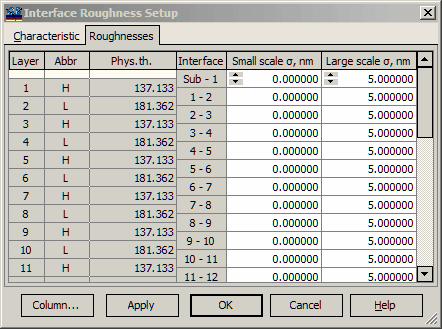 Interface Roughness Setup
Characteristic Roughnesses
Layer Abbr Phys.th. Interface Small scale σ, nm Large scale σ, nm
Sub - 1 0.000000 5.000000
1 H 137.133 1 - 2 0.000000 5.000000
2 L 181.362 2 - 3 0.000000 5.000000
3 H 137.133 3 - 4 0.000000 5.000000
4 L 181.362 4 - 5 0.000000 5.000000
5 H 137.133 5 - 6 0.000000 5.000000
6 L 181.362 6 - 7 0.000000 5.000000
7 H 137.133 7 - 8 0.000000 5.000000
8 L 181.362 8 - 9 0.000000 5.000000
9 H 137.133 9 - 10 0.000000 5.000000
10 L 181.362 10 - 11 0.000000 5.000000
11 H 137.133 11 - 12 0.000000 5.000000
Column... Apply OK Cancel Help